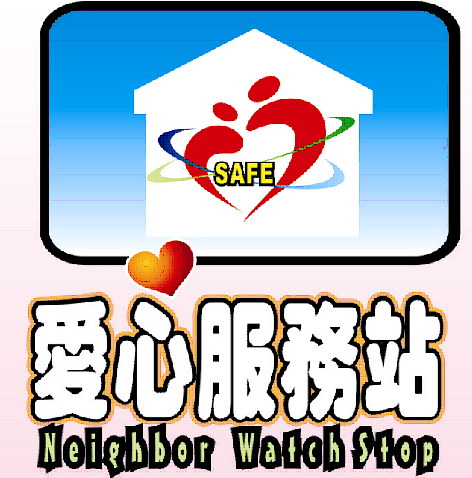 SAFE
愛心服務站
Neighbor Watch Stop